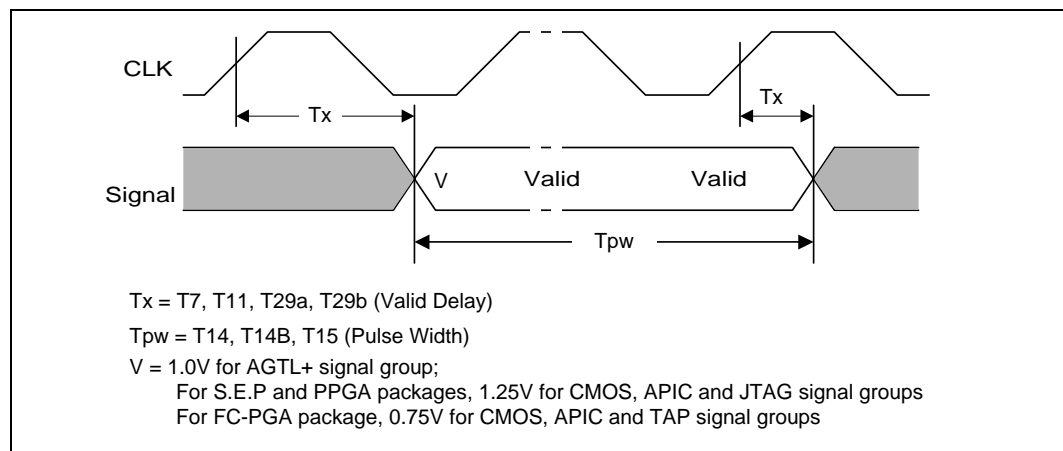 CLK
Tx
Tx
Signal
V Valid Valid
Tpw
Tx = T7, T11, T29a, T29b (Valid Delay)
Tpw = T14, T14B, T15 (Pulse Width)
V = 1.0V for AGTL+ signal group;
For S.E.P and PPGA packages, 1.25V for CMOS, APIC and JTAG signal groups
For FC-PGA package, 0.75V for CMOS, APIC and TAP signal groups